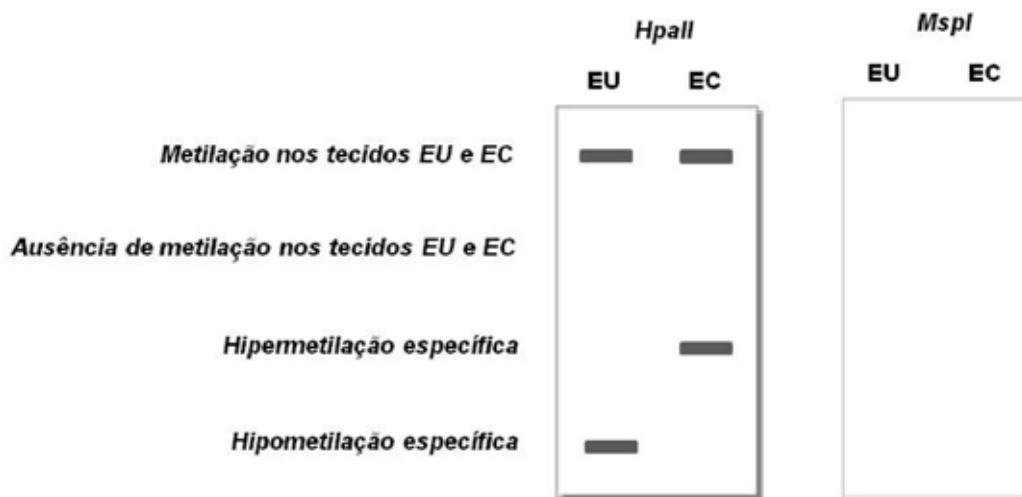 HpaII MspI
EU EC EU EC
Metilação nos tecidos EU e EC
Ausência de metilação nos tecidos EU e EC
Hipermetilação específica
Hipometilação específica